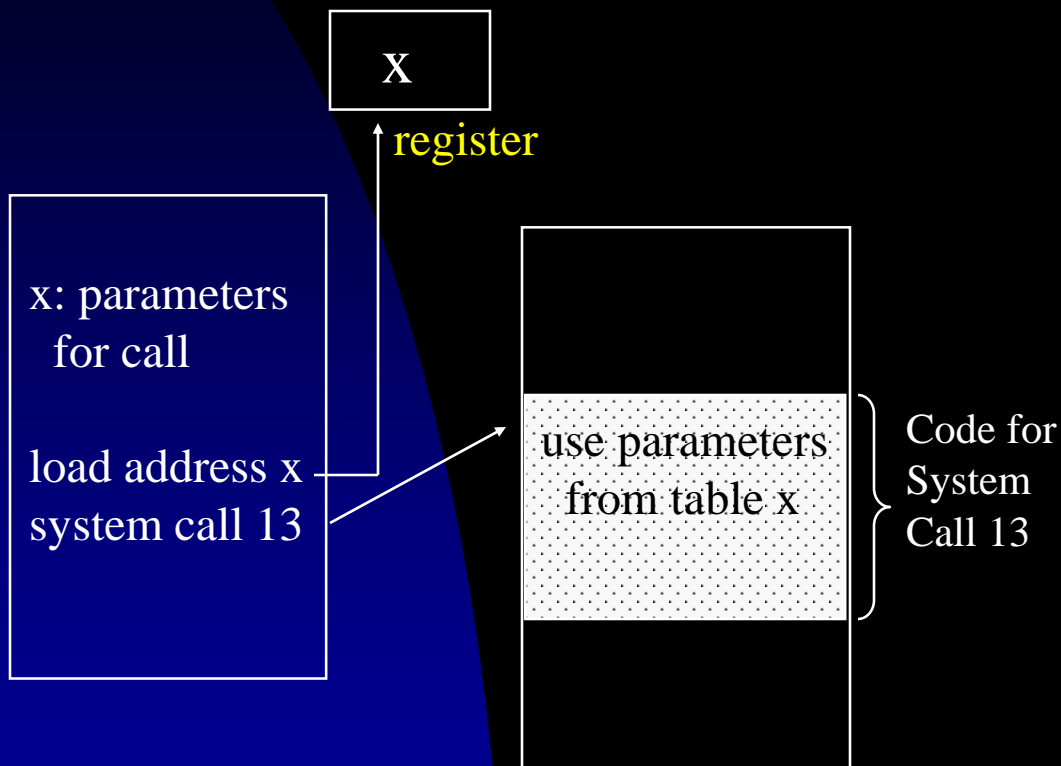 x
register
x: parameters
for call
load address x
system call 13
use parameters
from table x
Code for
System
Call 13